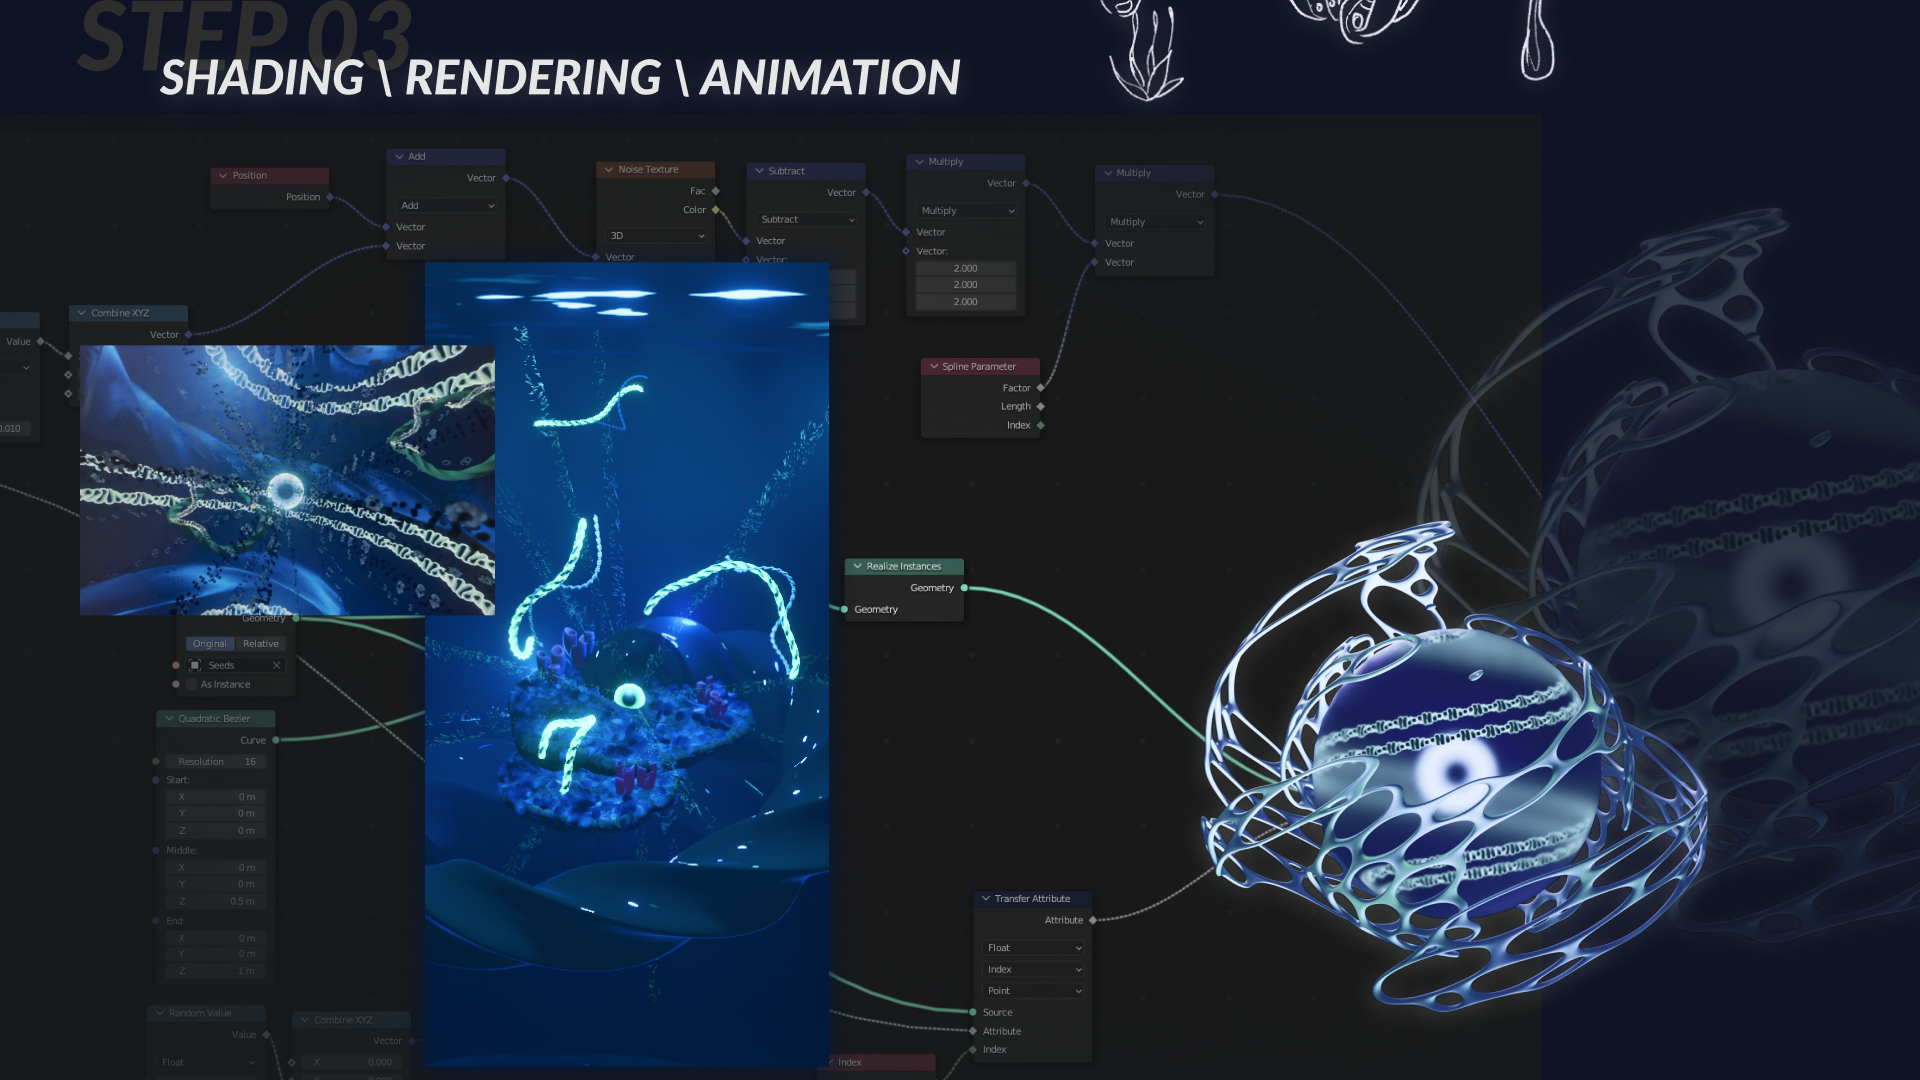 STEP 03
SHADING \ RENDERING \ ANIMATION
Position
Position
Add
Vector
Add
Vector
Vector
Noise Texture
Fac
Color
3D
Vector
Subtract
Vector
Subtract
Vector
Vector:
Multiply
Vector
Multiply
Vector
Vector:
2.000
2.000
2.000
Multiply
Vector
Multiply
Vector
Vector
Value
0.010
Combine XYZ
Vector
Spline Parameter
Factor
Length
Index
Realize Instances
Geometry
Geometry
Geometry
Original Relative
Seeds
As Instance
Quadratic Bezier
Curve
Resolution 16
Start:
X 0 m
Y 0 m
Z 0 m
Middle:
X 0 m
Y 0 m
Z 0.5 m
End:
X 0 m
Y 0 m
Z 1 m
Random Value
Value
Float
Combine XYZ
Vector
X 0.000
Transfer Attribute
Attribute
Float
Index
Point
Source
Attribute
Index
Index